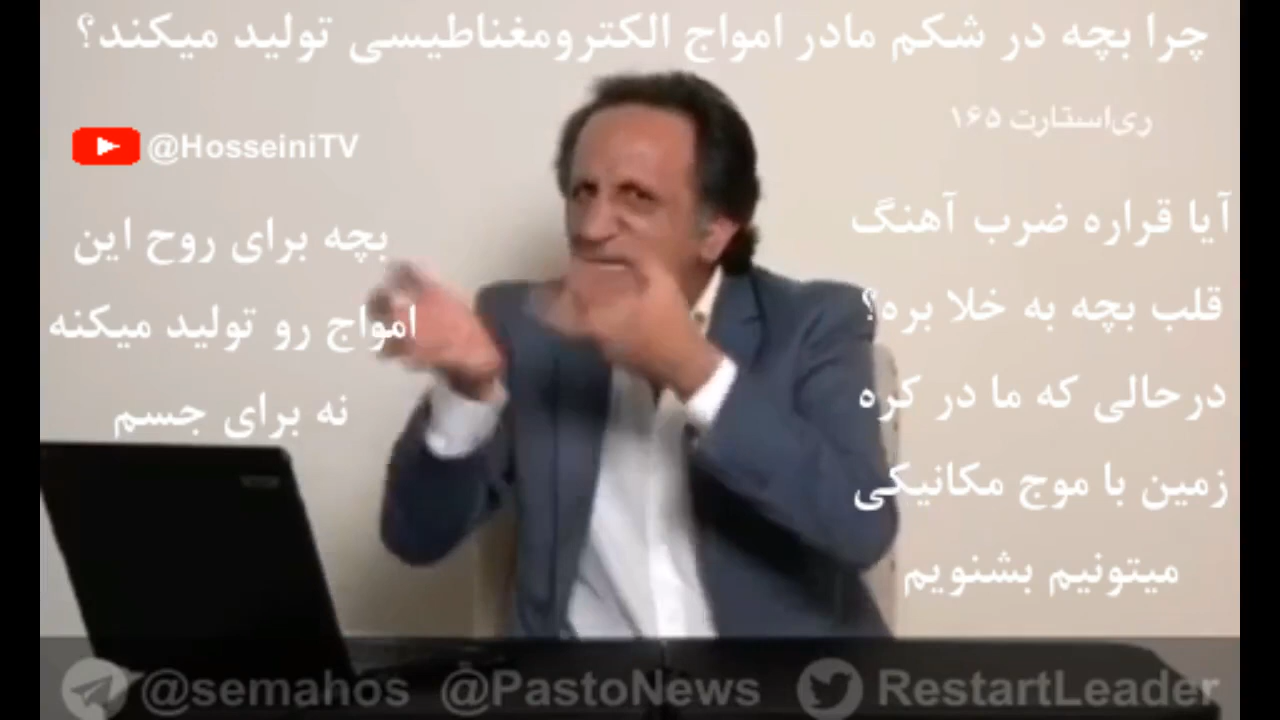 چرا بچه در شکم مادر امواج الکترومغناطیسی تولید میکند؟
ری‌استارت ۱۶۵
@HosseiniTV
آیا قراره ضرب آهنگ
قلب بچه به خلا بره؟
درحالی که ما در کره
زمین با موج مکانیکی
میتونیم بشنویم
بچه برای روح این
امواج رو تولید میکنه
نه برای جسم
@semahos @PastoNews RestartLeader